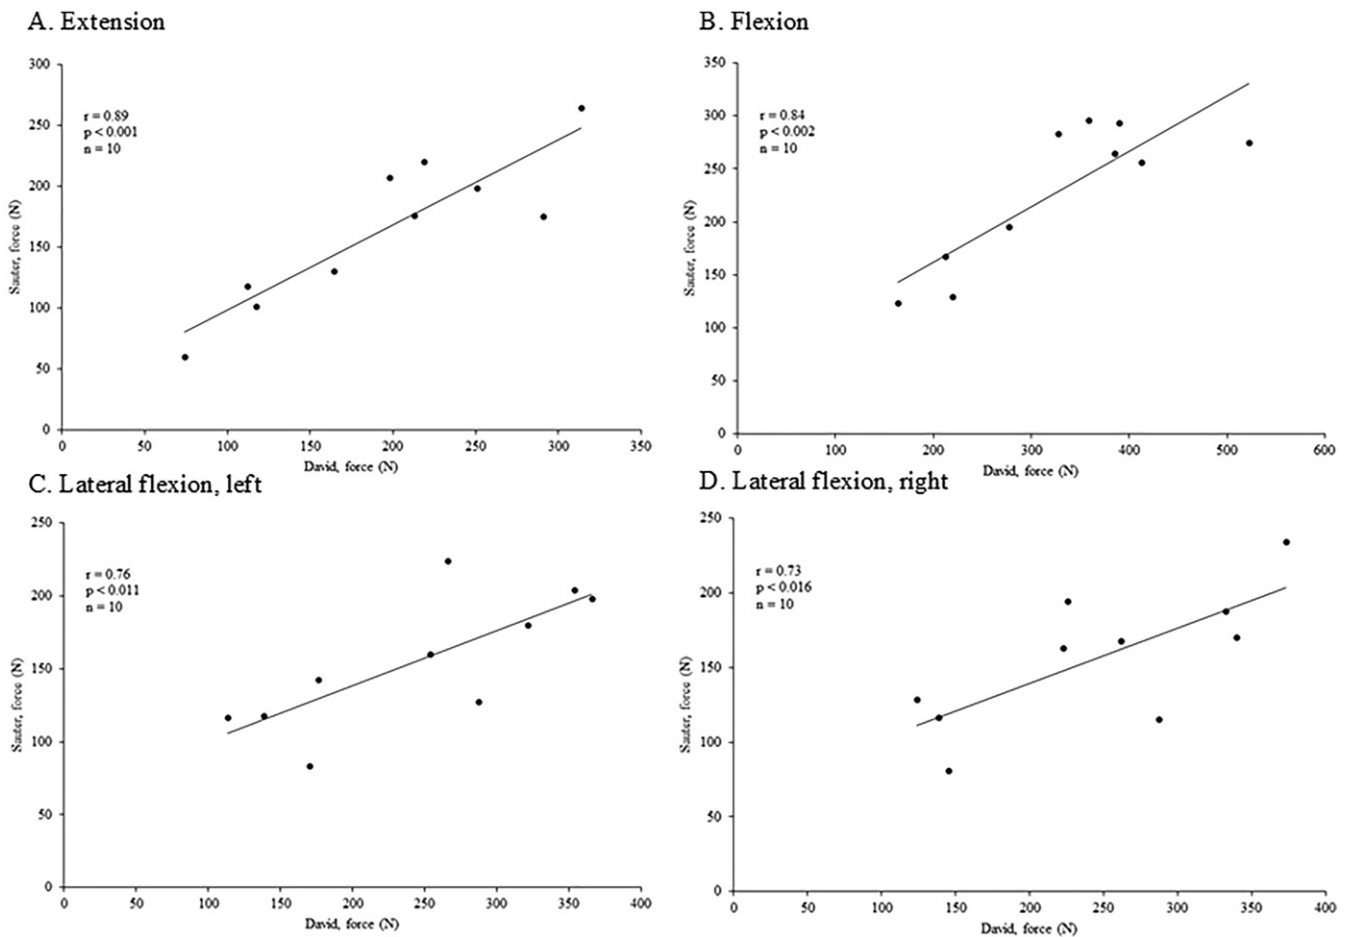 A. Extension
300
250
200
150
100
50
0
r = 0.89
p < 0.001
n = 10
Sauter, force (N)
0 50 100 150 200 250 300 350
David, force (N)
B. Flexion
350
300
250
200
150
100
50
0
r = 0.84
p < 0.002
n = 10
Sauter, force (N)
0 100 200 300 400 500 600
David, force (N)
C. Lateral flexion, left
250
200
150
100
50
0
r = 0.76
p < 0.011
n = 10
Sauter, force (N)
0 50 100 150 200 250 300 350 400
David, force (N)
D. Lateral flexion, right
250
200
150
100
50
0
r = 0.73
p < 0.016
n = 10
Sauter, force (N)
0 50 100 150 200 250 300 350 400
David, force (N)